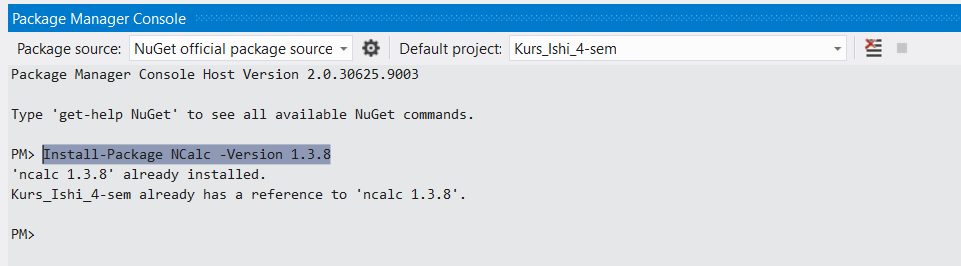 Package Manager Console
Package source: NuGet official package source Default project: Kurs_Ishi_4-sem
Package Manager Console Host Version 2.0.30625.9003
Type 'get-help NuGet' to see all available NuGet commands.
PM> Install-Package NCalc -Version 1.3.8
'ncalc 1.3.8' already installed.
Kurs_Ishi_4-sem already has a reference to 'ncalc 1.3.8'.
PM>